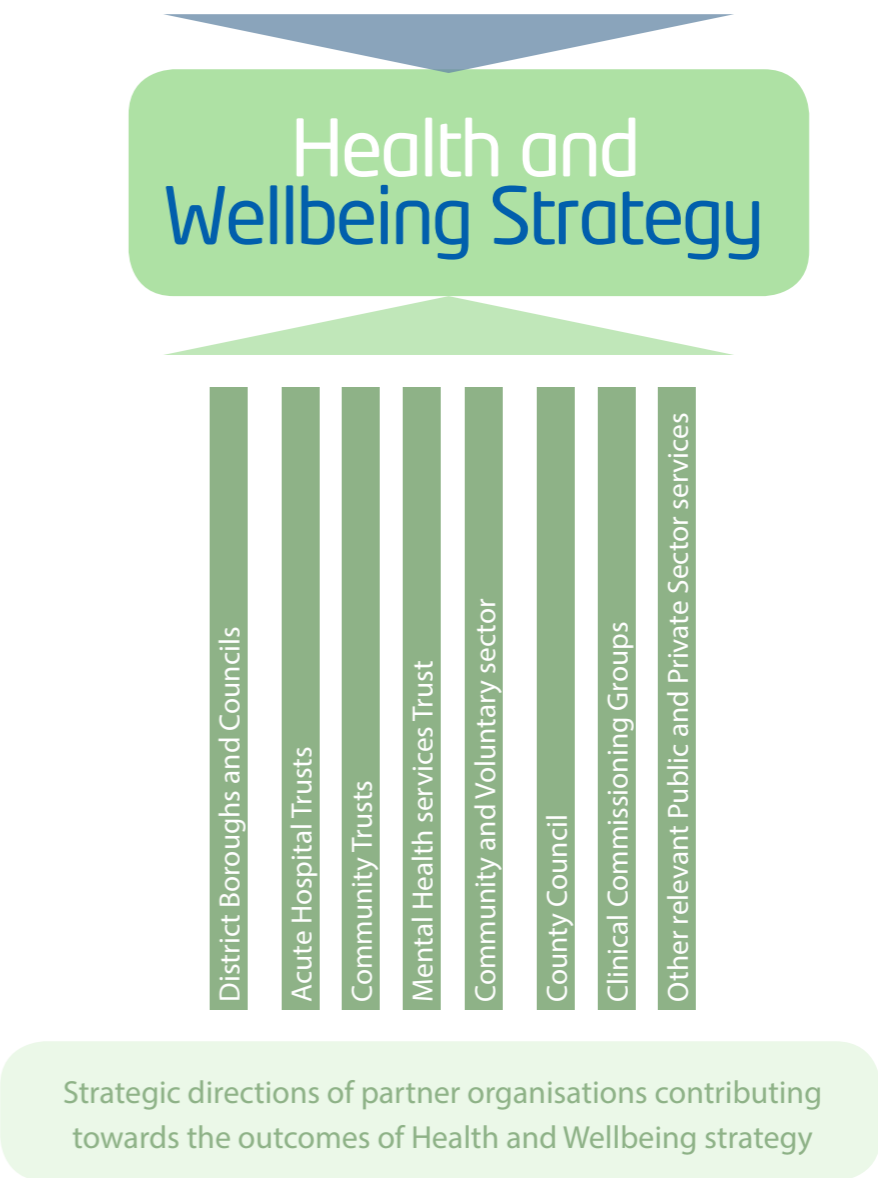 Health and
Wellbeing Strategy
District Boroughs and Councils
Acute Hospital Trusts
Community Trusts
Mental Health services Trust
Community and Voluntary sector
County Council
Clinical Commissioning Groups
Other relevant Public and Private Sector services
Strategic directions of partner organisations contributing
towards the outcomes of Health and Wellbeing strategy